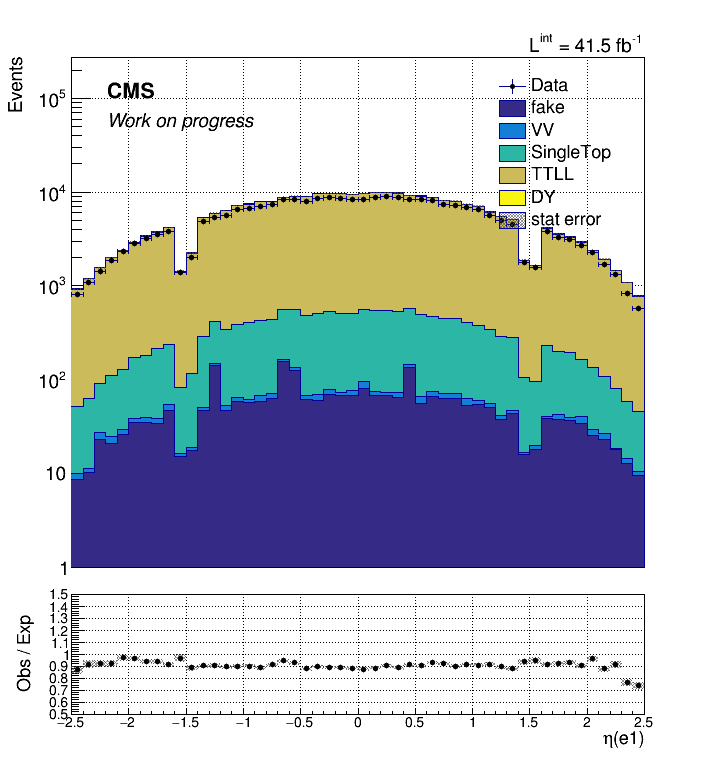 L^int = 41.5 fb^-1
Events
CMS
Work on progress
Data
fake
VV
SingleTop
TTLL
DY
stat error
10^5
10^4
10^3
10^2
10
1
Obs / Exp
1.5
1.4
1.3
1.2
1.1
1
0.9
0.8
0.7
0.6
0.5
−2.5 −2 −1.5 −1 −0.5 0 0.5 1 1.5 2 2.5
η(e1)